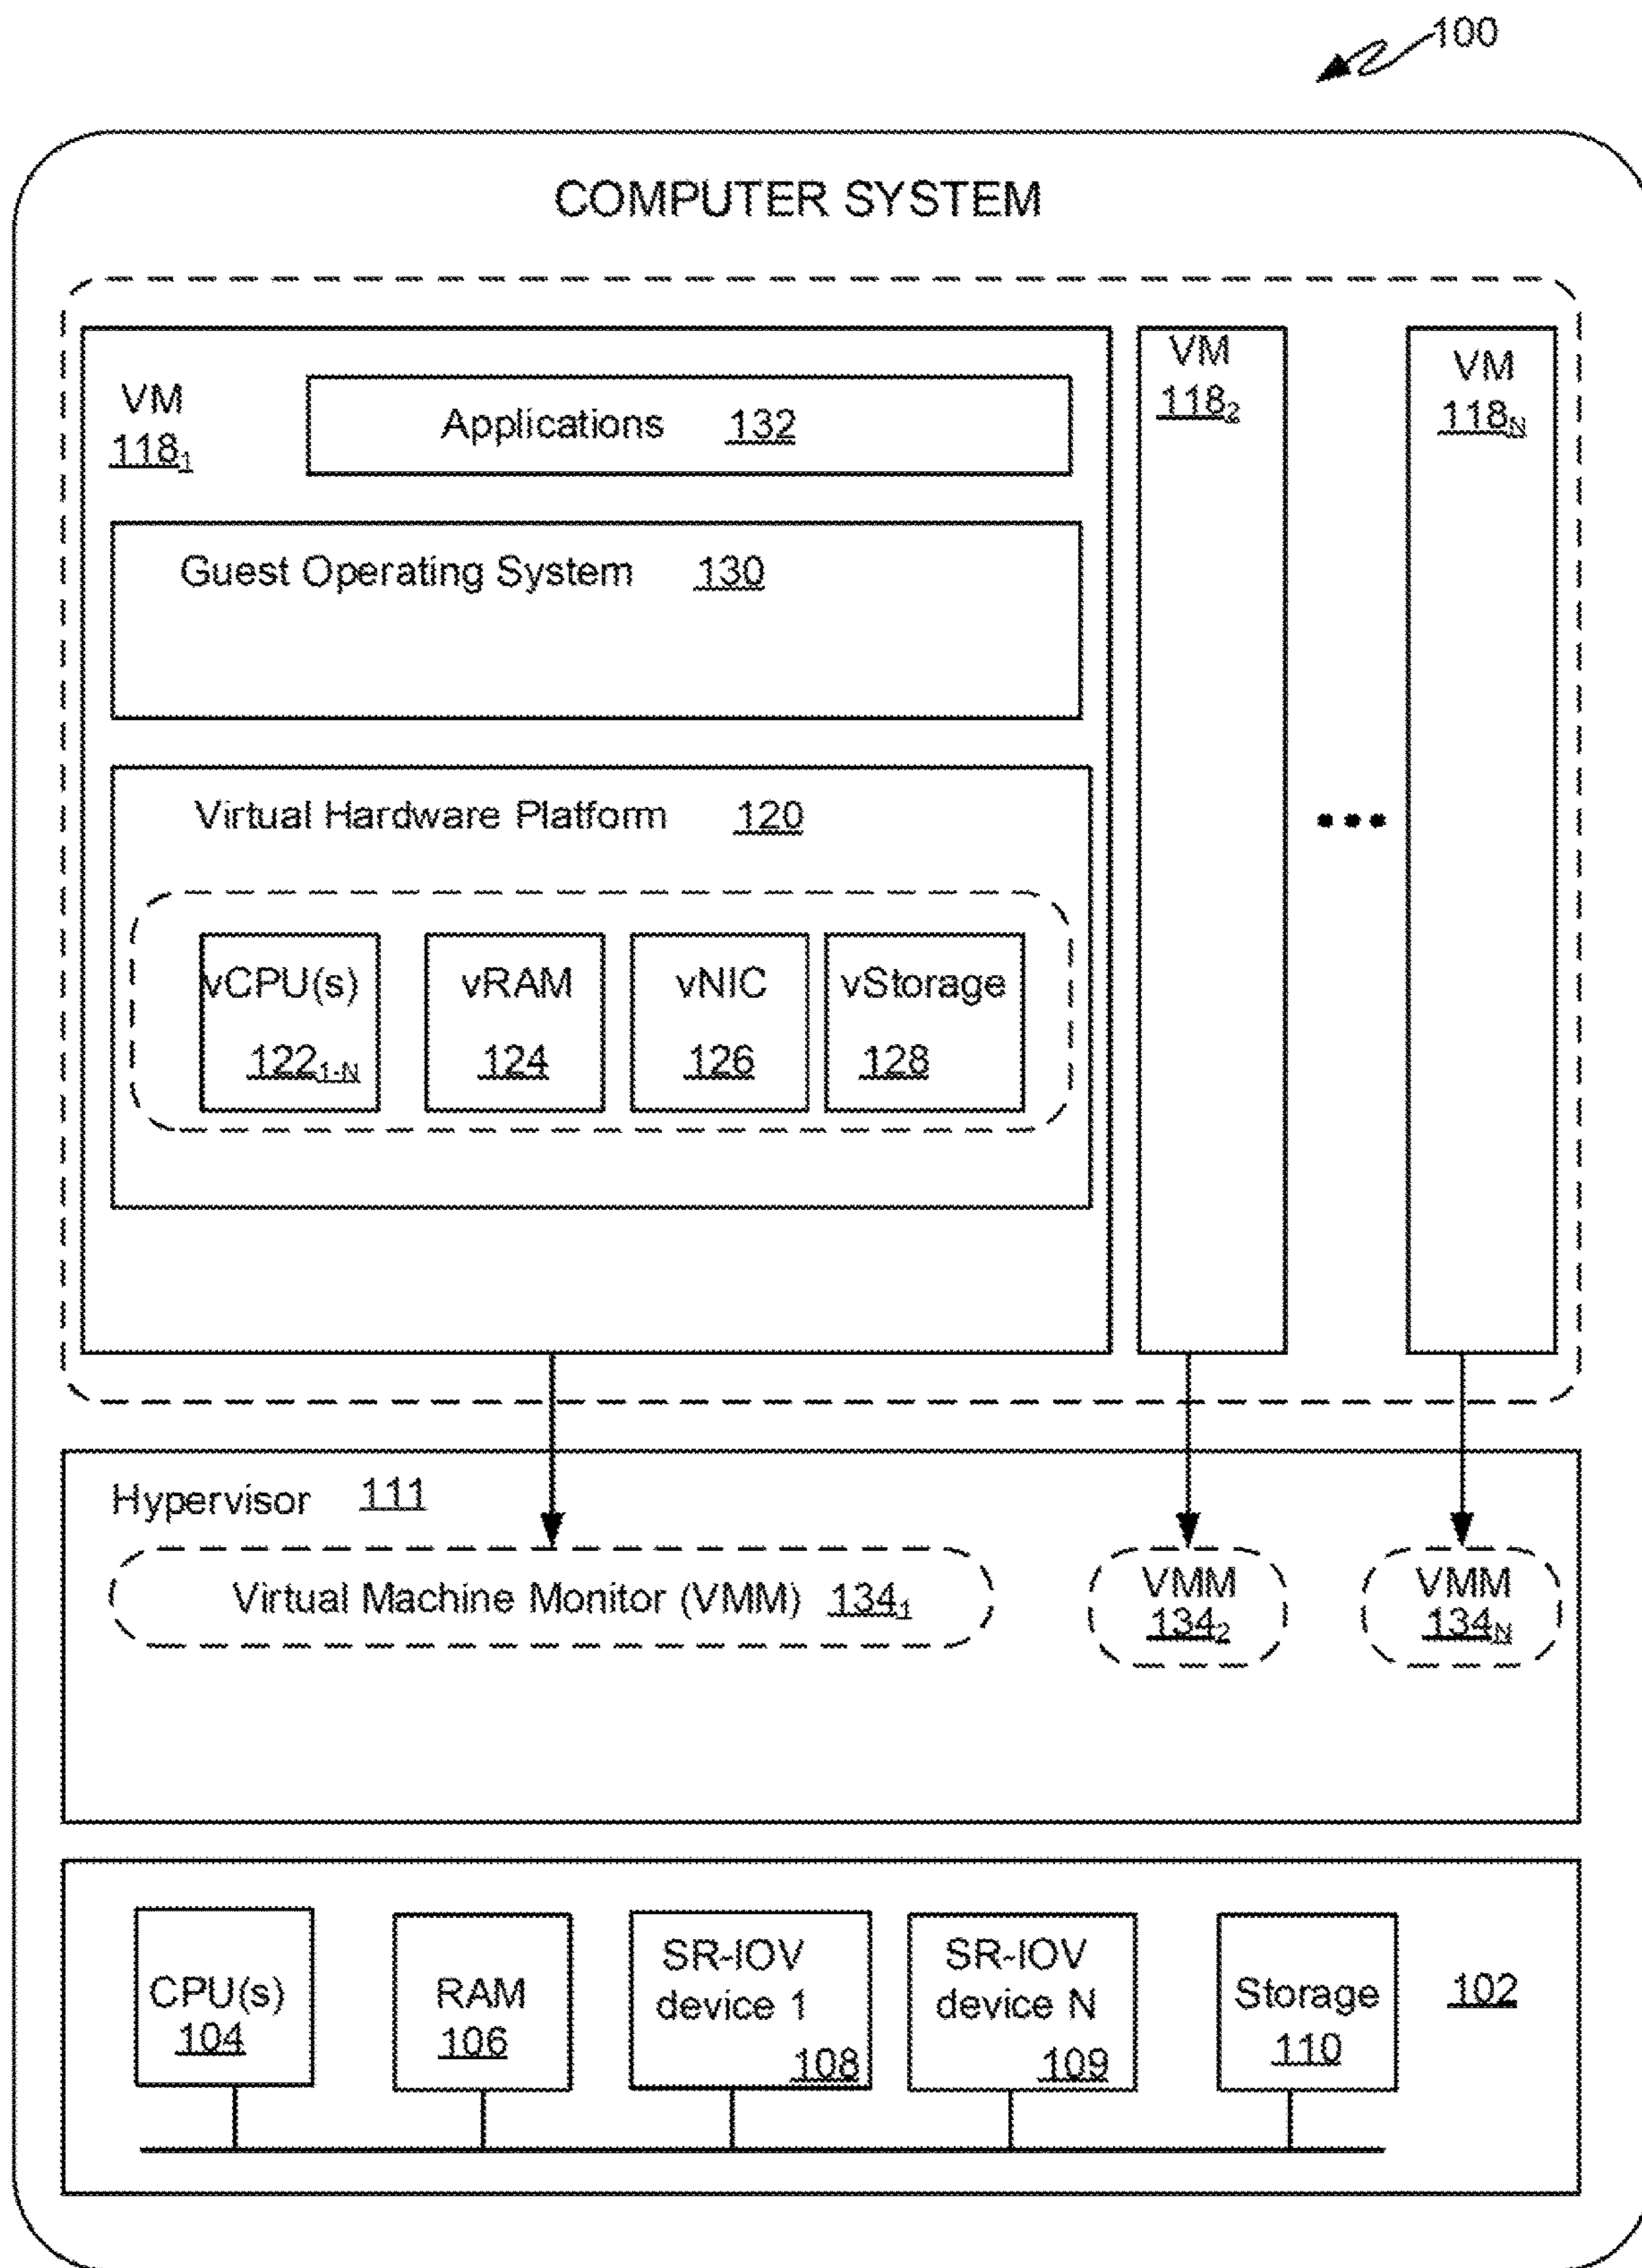 100
COMPUTER SYSTEM
VM
118₁
Applications 132
Guest Operating System 130
Virtual Hardware Platform 120
vCPU(s)
122₁₋N
vRAM
124
vNIC
126
vStorage
128
VM
118₂
•••
VM
118N
Hypervisor 111
Virtual Machine Monitor (VMM) 134₁
VMM
134₂
VMM
134N
CPU(s)
104
RAM
106
SR-IOV
device 1
108
SR-IOV
device N
109
Storage
110
102